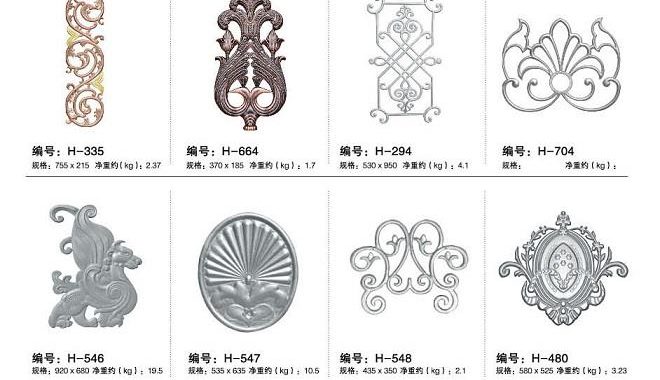 编号：H-335
规格：755 x 215 净重约（kg）：2.37
编号：H-664
规格：370 x 185 净重约（kg）：1.7
编号：H-294
规格：530 x 950 净重约（kg）：4.1
编号：H-704
规格： 净重约（kg）：
编号：H-546
规格：920 x 680 净重约（kg）：19.5
编号：H-547
规格：535 x 635 净重约（kg）：10.5
编号：H-548
规格：435 x 350 净重约（kg）：2.1
编号：H-480
规格：580 x 525 净重约（kg）：3.23